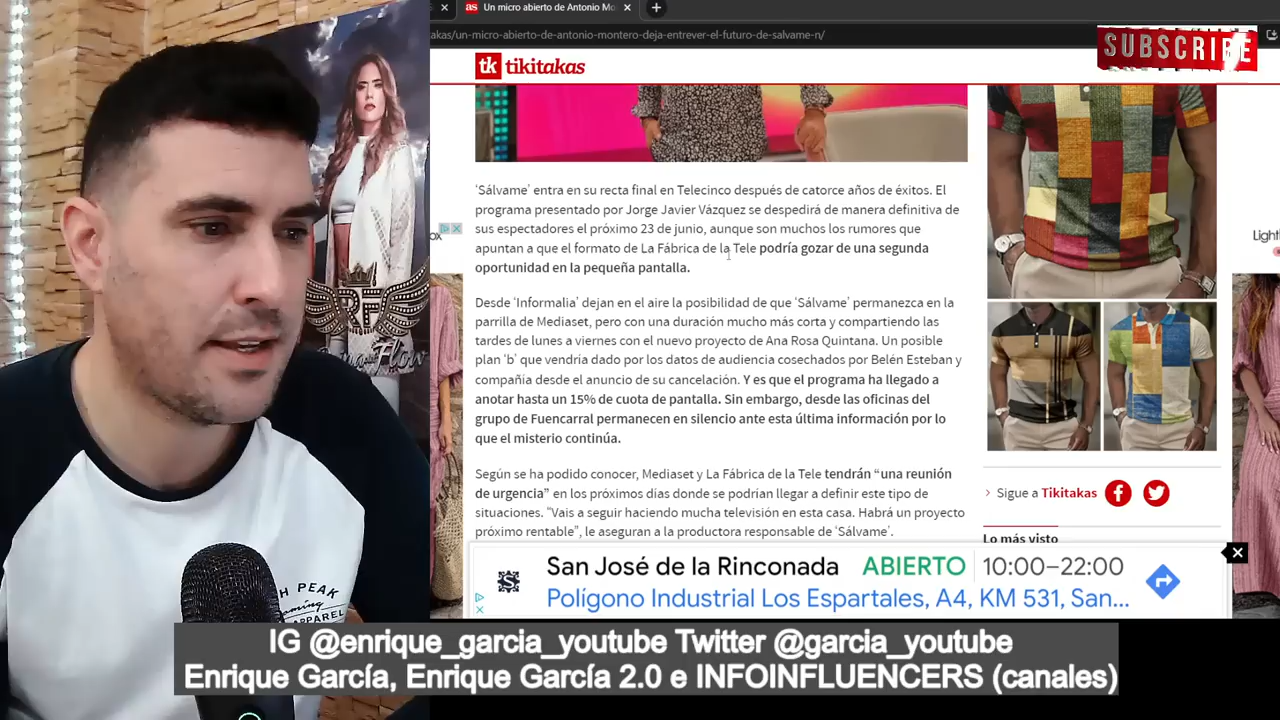 Un micro abierto de Antonio Mo
akas/un-micro-abierto-de-antonio-montero-deja-entrever-el-futuro-de-salvame-n/
SUBSCRIBE
tk tikitakas
'Sálvame' entra en su recta final en Telecinco después de catorce años de éxitos. El
programa presentado por Jorge Javier Vázquez se despedirá de manera definitiva de
sus espectadores el próximo 23 de junio, aunque son muchos los rumores que
apuntan a que el formato de La Fábrica de la Tele podría gozar de una segunda
oportunidad en la pequeña pantalla.
Desde 'Informalia' dejan en el aire la posibilidad de que 'Sálvame' permanezca en la
parrilla de Mediaset, pero con una duración mucho más corta y compartiendo las
tardes de lunes a viernes con el nuevo proyecto de Ana Rosa Quintana. Un posible
plan 'b' que vendría dado por los datos de audiencia cosechados por Belén Esteban y
compañia desde el anuncio de su cancelación. Y es que el programa ha llegado a
anotar hasta un 15% de cuota de pantalla. Sin embargo, desde las oficinas del
grupo de Fuencarral permanecen en silencio ante esta última información por lo
que el misterio continúa.
Según se ha podido conocer, Mediaset y La Fábrica de la Tele tendrán “una reunión
de urgencia” en los próximos días donde se podrían llegar a definir este tipo de
situaciones. "Vais a seguir haciendo mucha televisión en esta casa. Habrá un proyecto
próximo rentable”, le aseguran a la productora responsable de ‘Sálvame’.
Light
Sigue a Tikitakas
Lo más visto
San José de la Rinconada ABIERTO 10:00–22:00
Polígono Industrial Los Espartales, A4, KM 531, San...
RF
Flow
H PEAK
APPAREL
IG @enrique_garcia_youtube Twitter @garcia_youtube
Enrique García, Enrique García 2.0 e INFOINFLUENCERS (canales)